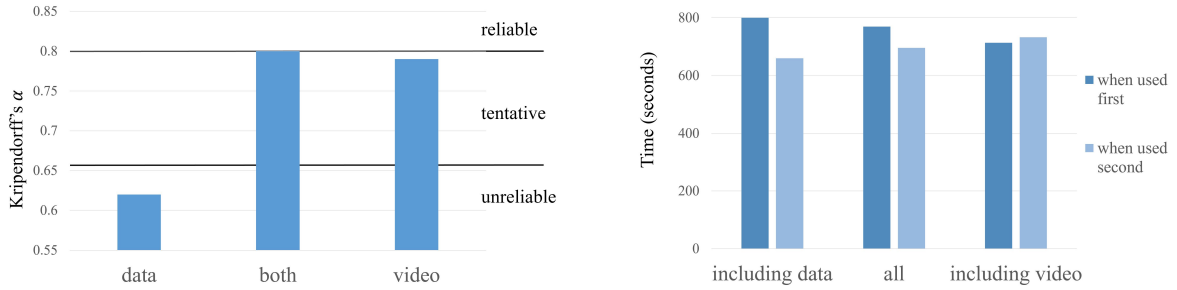 Kripendorff's α
0.85
0.8
0.75
0.7
0.65
0.6
0.55
reliable
tentative
unreliable
data
both
video
Time (seconds)
800
600
400
200
0
including data
all
including video
when used
first
when used
second